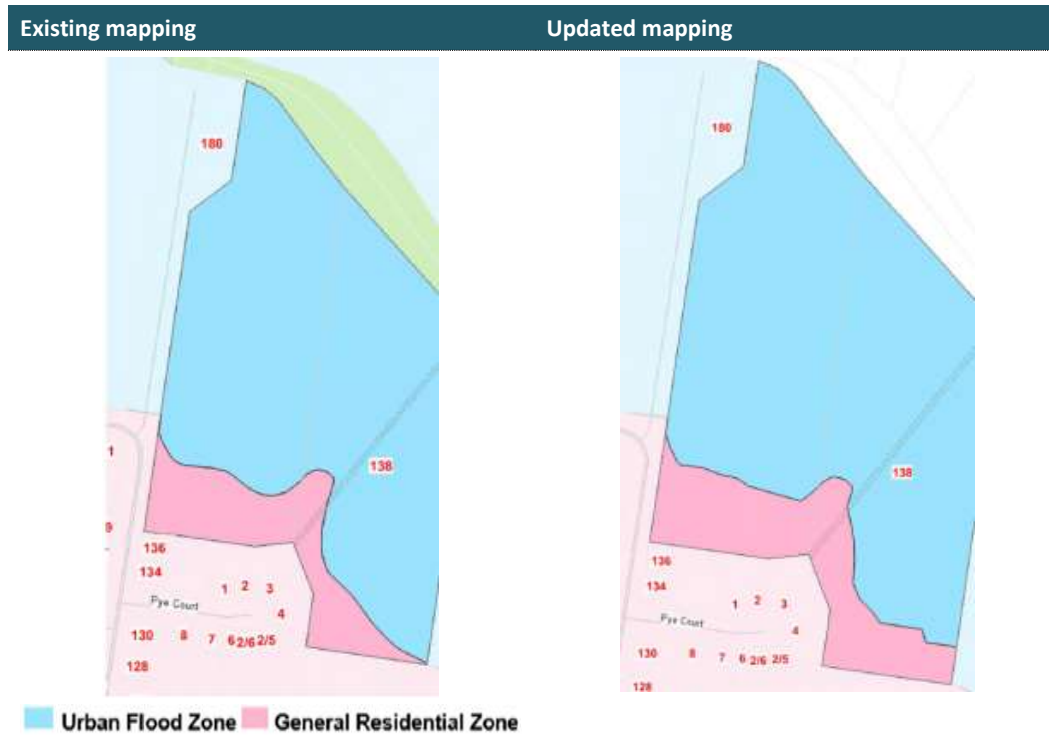 Existing mapping Updated mapping
180
1
138
9
136
134
1 2 3
4
Pye Court
130 8 7 6 2/6 2/5
128
180
138
136
134
1 2 3
4
Pye Court
130 8 7 6 2/6 2/5
128
Urban Flood Zone General Residential Zone